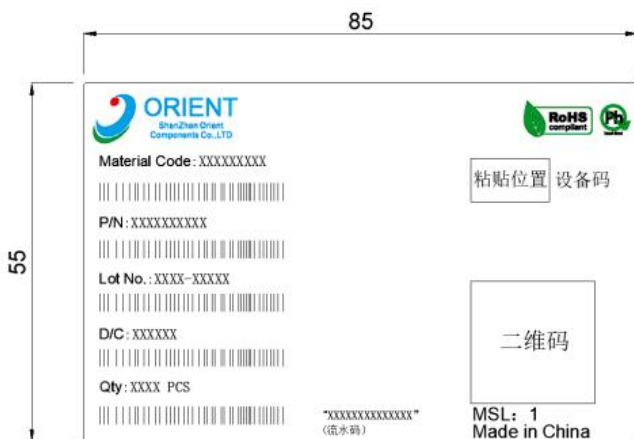 85
55
ORIENT
ShenZhen Orient
Components Co.,LTD
RoHS
compliant
Pb
Material Code: XXXXXXXXX
粘贴位置 设备码
P/N: XXXXXXXXXX
Lot No.: XXXX-XXXXX
D/C: XXXXXX
二维码
Qty: XXXX PCS
"XXXXXXXXXXXXXX"
(流水码)
MSL: 1
Made in China